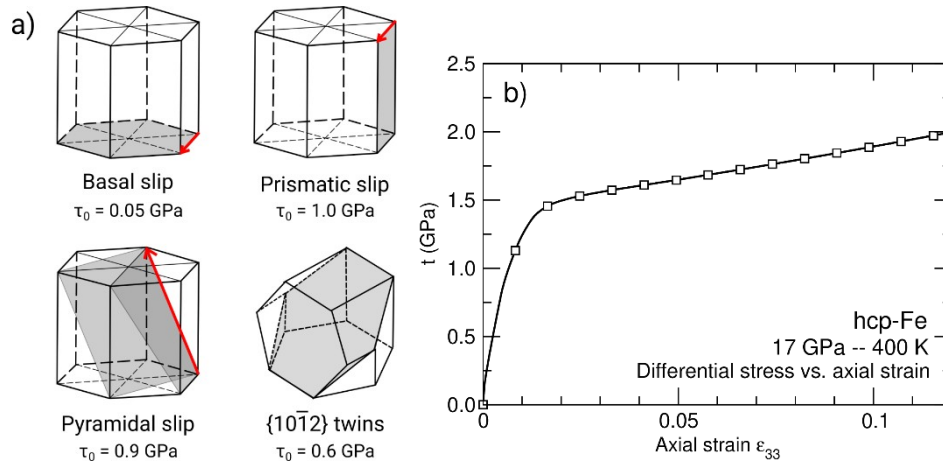 a)
Basal slip
τ₀ = 0.05 GPa
Prismatic slip
τ₀ = 1.0 GPa
Pyramidal slip
τ₀ = 0.9 GPa
{101̅2} twins
τ₀ = 0.6 GPa
b)
2.5
2.0
1.5
1.0
0.5
0.0
t (GPa)
hcp-Fe
17 GPa -- 400 K
Differential stress vs. axial strain
0
0.05
0.1
Axial strain ε₃₃